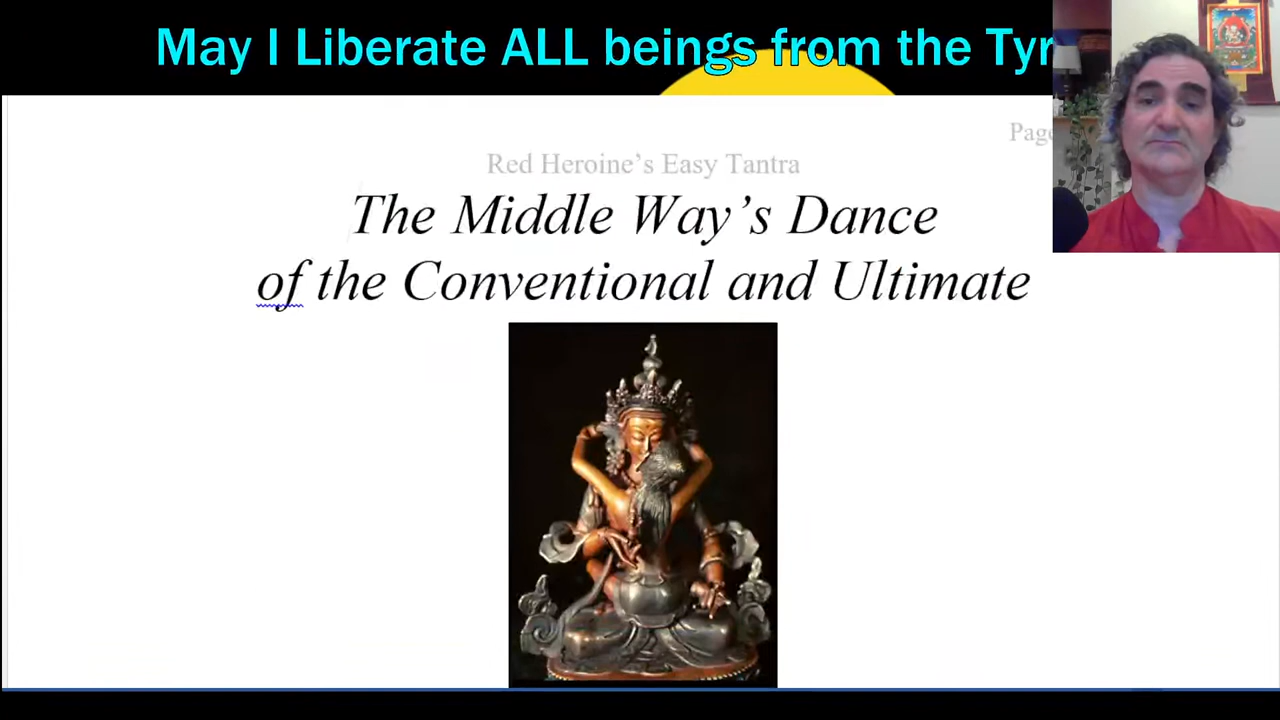 May I Liberate ALL beings from the
Page
Red Heroine's Easy Tantra
The Middle Way's Dance
of the Conventional and Ultimate